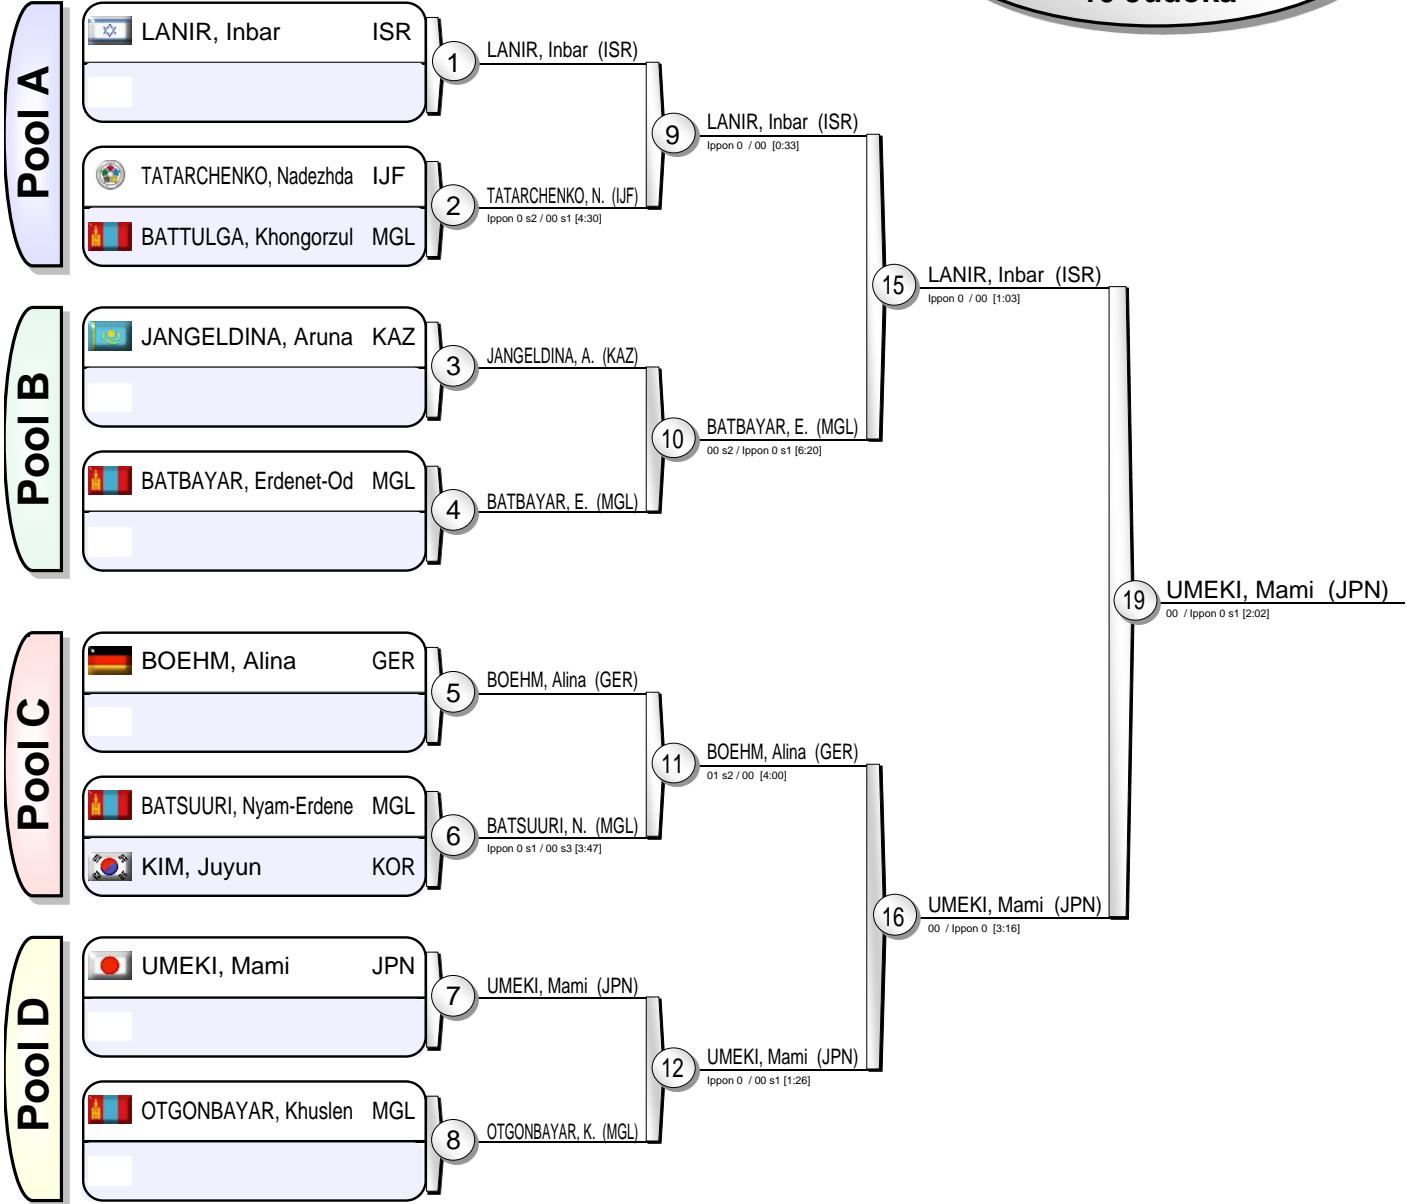 Pool A
LANIR, Inbar ISR
TATARCHENKO, Nadezhda IJF
BATTULGA, Khongorzul MGL
Pool B
JANGELDINA, Aruna KAZ
BATBAYAR, Erdenet-Od MGL
Pool C
BOEHM, Alina GER
BATSUURI, Nyam-Erdene MGL
KIM, Juyun KOR
Pool D
UMEKI, Mami JPN
OTGONBAYAR, Khuslen MGL
1
LANIR, Inbar (ISR)
2
TATARCHENKO, N. (IJF)
Ippon 0 s2 / 00 s1 [4:30]
3
JANGELDINA, A. (KAZ)
4
BATBAYAR, E. (MGL)
5
BOEHM, Alina (GER)
6
BATSUURI, N. (MGL)
Ippon 0 s1 / 00 s3 [3:47]
7
UMEKI, Mami (JPN)
8
OTGONBAYAR, K. (MGL)
9
LANIR, Inbar (ISR)
Ippon 0 / 00 [0:33]
10
BATBAYAR, E. (MGL)
00 s2 / Ippon 0 s1 [6:20]
11
BOEHM, Alina (GER)
01 s2 / 00 [4:00]
12
UMEKI, Mami (JPN)
Ippon 0 / 00 s1 [1:26]
15
LANIR, Inbar (ISR)
Ippon 0 / 00 [1:03]
16
UMEKI, Mami (JPN)
00 / Ippon 0 [3:16]
19
UMEKI, Mami (JPN)
00 / Ippon 0 s1 [2:02]